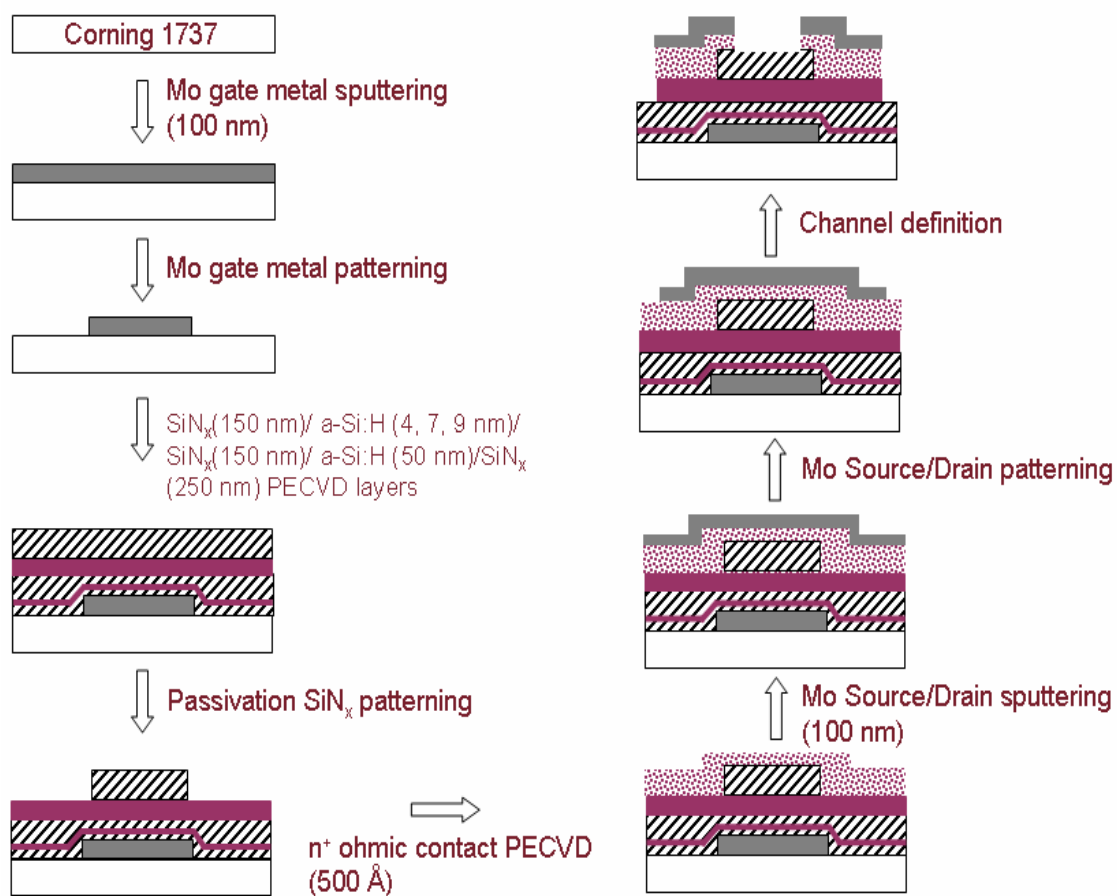 Corning 1737
Mo gate metal sputtering
(100 nm)
Mo gate metal patterning
SiNₓ(150 nm)/ a-Si:H (4, 7, 9 nm)/
SiNₓ(150 nm)/ a-Si:H (50 nm)/SiNₓ
(250 nm) PECVD layers
Passivation SiNₓ patterning
n⁺ ohmic contact PECVD
(500 Å)
Mo Source/Drain sputtering
(100 nm)
Mo Source/Drain patterning
Channel definition